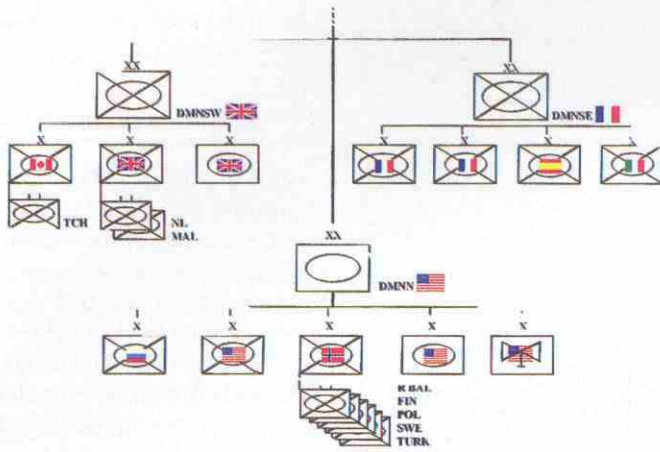 XX
XX
DMNSW
DMNSE
X
X
X
X
X
X
X
TCH
NL
MAL
XX
DMNN
X
X
X
X
X
R BAL
FIN
POL
SWE
TURK